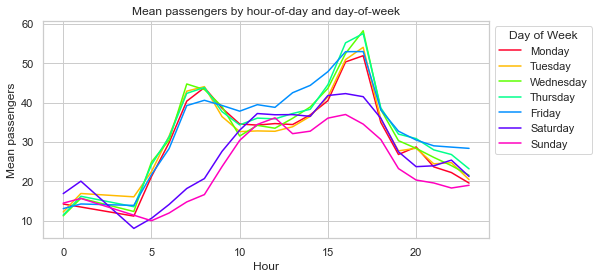 Mean passengers by hour-of-day and day-of-week
60
50
40
30
20
10
Mean passengers
0
5
10
15
20
Hour
Day of Week
Monday
Tuesday
Wednesday
Thursday
Friday
Saturday
Sunday